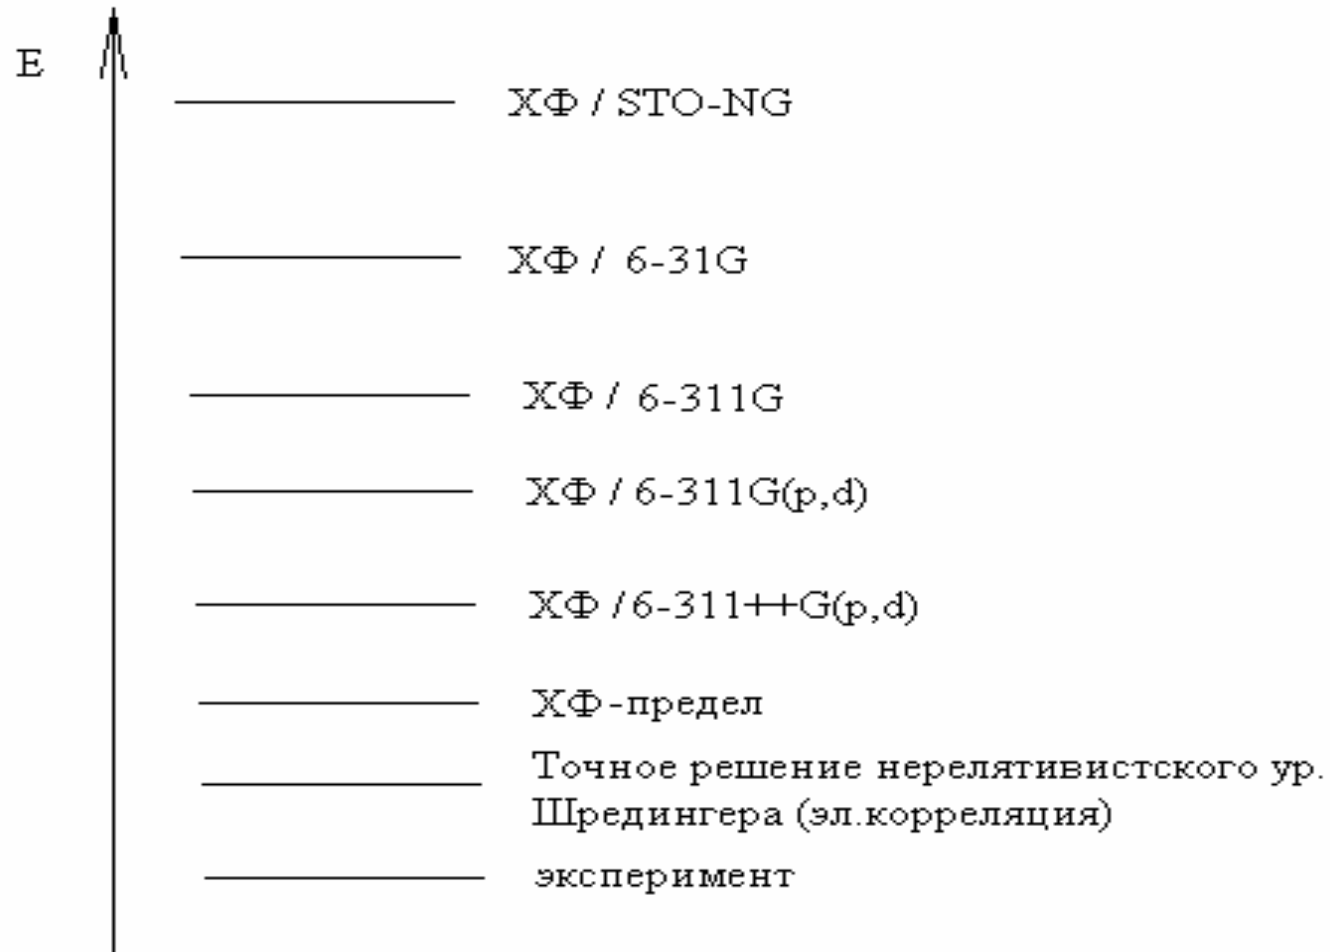 E
ХФ / STO-NG
ХФ / 6-31G
ХФ / 6-311G
ХФ / 6-311G(p,d)
ХФ /6-311++G(p,d)
ХФ-предел
Точное решение нерелятивистского ур.
Шредингера (эл.корреляция)
эксперимент